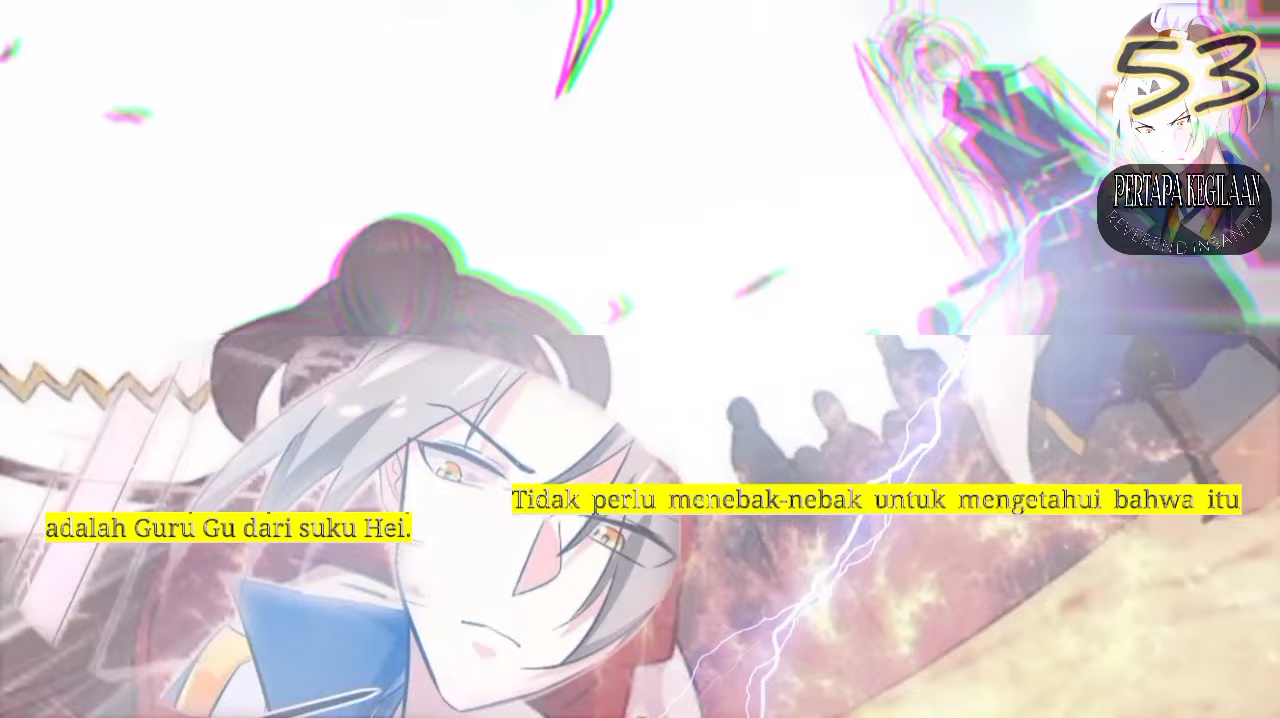 53
PERTAPA KEGILAAN
REVEREND INSANITY
Tidak perlu menebak-nebak untuk mengetahui bahwa itu
adalah Guru Gu dari suku Hei.